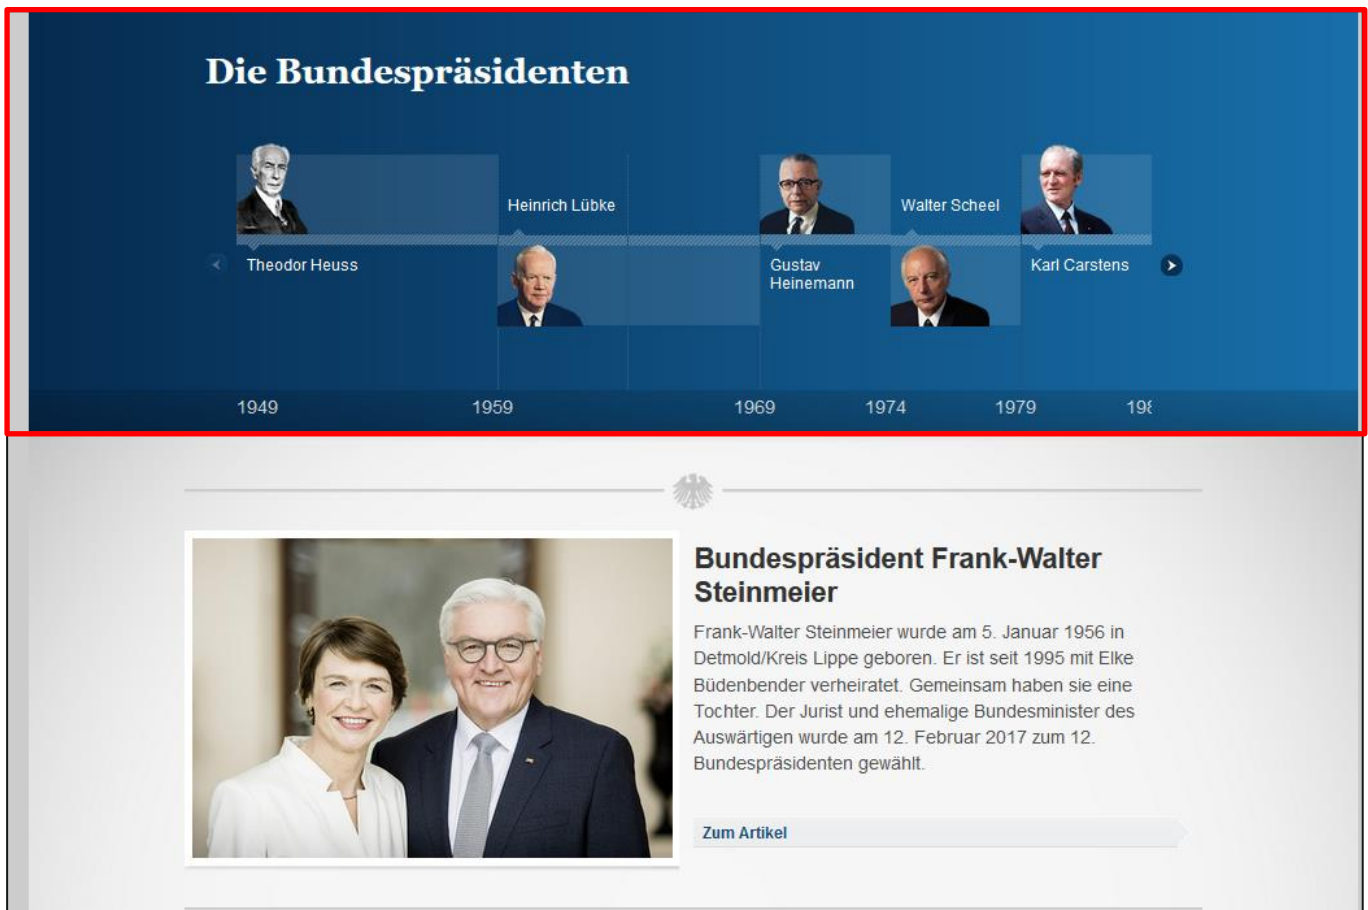 Die Bundespräsidenten
Heinrich Lübke
Walter Scheel
Theodor Heuss
Gustav
Heinemann
Karl Carstens
1949
1959
1969
1974
1979
Bundespräsident Frank-Walter
Steinmeier
Frank-Walter Steinmeier wurde am 5. Januar 1956 in
Detmold/Kreis Lippe geboren. Er ist seit 1995 mit Elke
Büdenbender verheiratet. Gemeinsam haben sie eine
Tochter. Der Jurist und ehemalige Bundesminister des
Auswärtigen wurde am 12. Februar 2017 zum 12.
Bundespräsidenten gewählt.
Zum Artikel